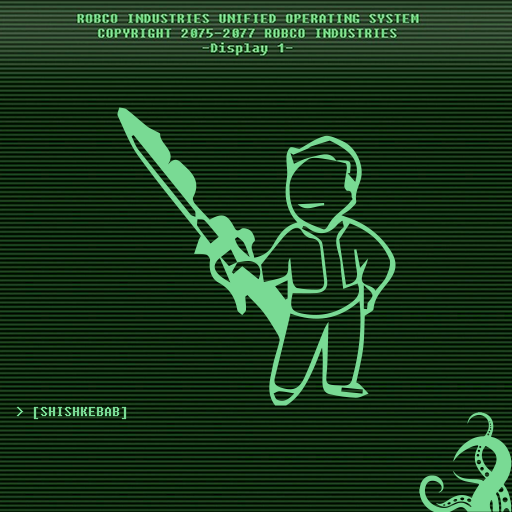 ROBCO INDUSTRIES UNIFIED OPERATING SYSTEM
COPYRIGHT 2075-2077 ROBCO INDUSTRIES
-Display 1-
> [SHISHKEBAB]